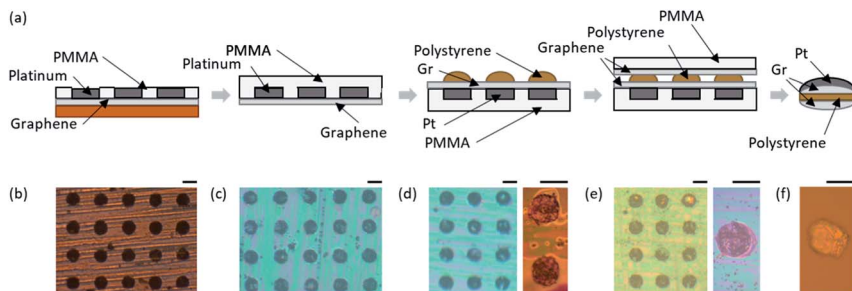 (a)
PMMA
Platinum
Graphene
PMMA
Platinum
Graphene
Polystyrene
Gr
Pt
PMMA
PMMA
Polystyrene
Graphene
Pt
Gr
Polystyrene
(b)
(c)
(d)
(e)
(f)